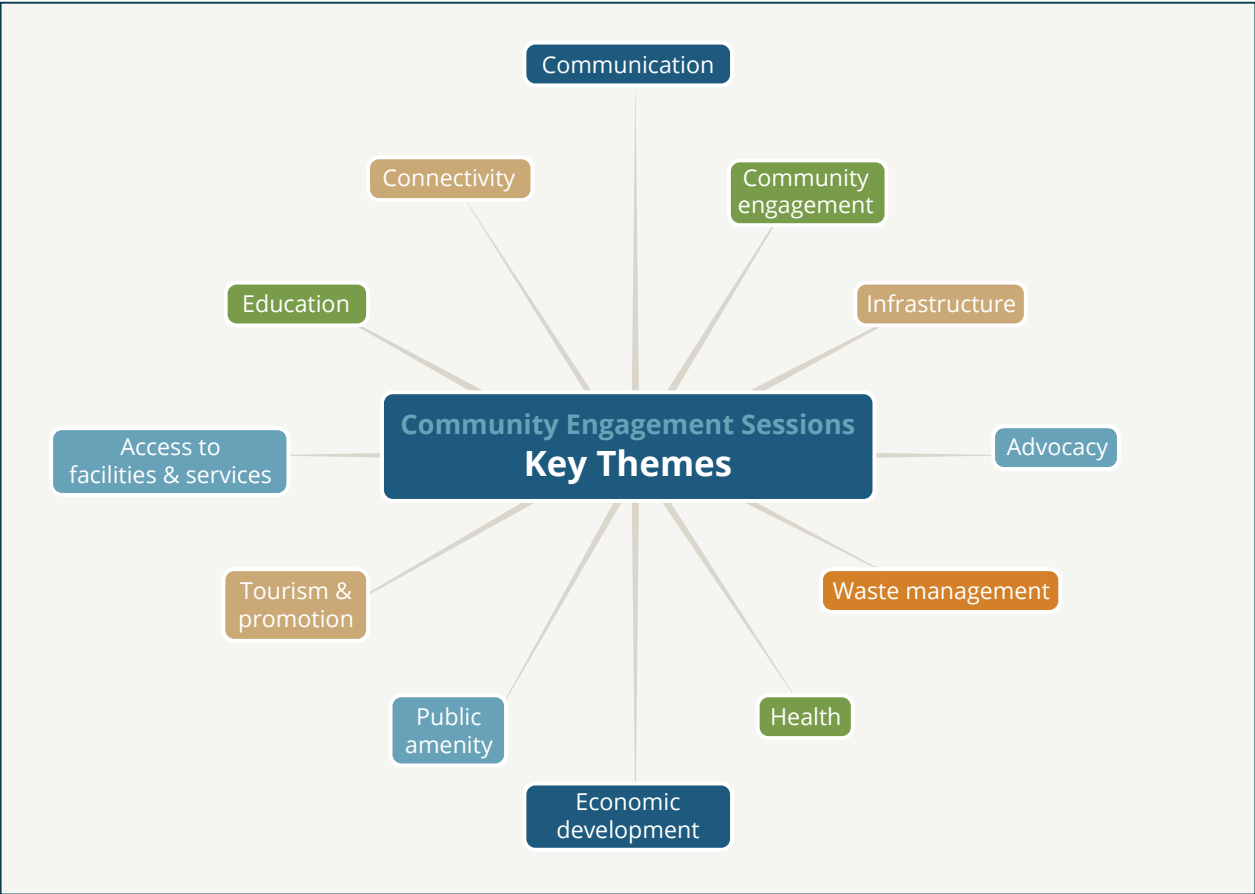 Communication
Connectivity
Community
engagement
Education
Infrastructure
Community Engagement Sessions
Key Themes
Access to
facilities & services
Advocacy
Tourism &
promotion
Waste management
Public
amenity
Health
Economic
development